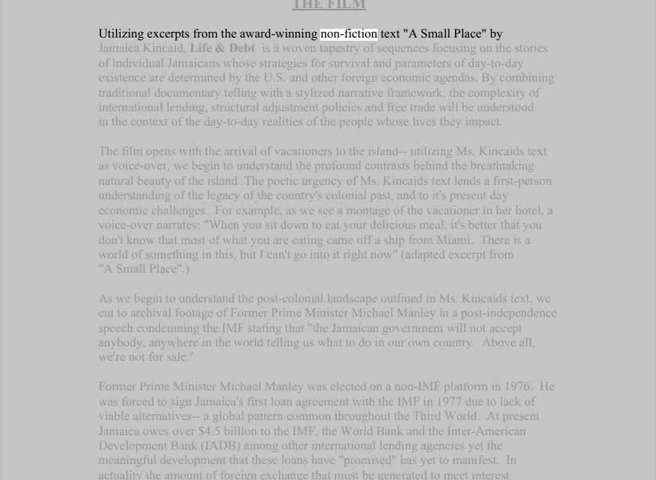 THE FILM
Utilizing excerpts from the award-winning non-fiction text "A Small Place" by
Jamaica Kincaid, Life & Debt is a woven tapestry of sequences focusing on the stories
of individual Jamaicans whose strategies for survival and parameters of day-to-day
existence are determined by the U.S. and other foreign economic agendas. By combining
traditional documentary telling with a stylized narrative framework, the complexity of
international lending, structural adjustment policies and free trade will be understood
in the context of the day-to-day realities of the people whose lives they impact.
The film opens with the arrival of vacationers to the island-- utilizing Ms. Kincaids text
as voice-over, we begin to understand the profound contrasts behind the breathtaking
natural beauty of the island. The poetic urgency of Ms. Kincaids text lends a first-person
understanding of the legacy of the country's colonial past, and to it's present day
economic challenges. For example, as we see a montage of the vacationer in her hotel, a
voice-over narrates: "When you sit down to eat your delicious meal, it's better that you
don't know that most of what you are eating came off a ship from Miami. There is a
world of something in this, but I can't go into it right now" (adapted excerpt from
"A Small Place".)
As we begin to understand the post-colonial landscape outlined in Ms. Kincaids text, we
cut to archival footage of Former Prime Minister Michael Manley in a post-independence
speech condemning the IMF stating that "the Jamaican government will not accept
anybody, anywhere in the world telling us what to do in our own country. Above all,
we're not for sale."
Former Prime Minister Michael Manley was elected on a non-IMF platform in 1976. He
was forced to sign Jamaica's first loan agreement with the IMF in 1977 due to lack of
viable alternatives-- a global pattern common throughout the Third World. At present
Jamaica owes over $4.5 billion to the IMF, the World Bank and the Inter-American
Development Bank (IADB) among other international lending agencies yet the
meaningful development that these loans have "promised" has yet to manifest. In
actuality the amount of foreign exchange that must be generated to meet interest